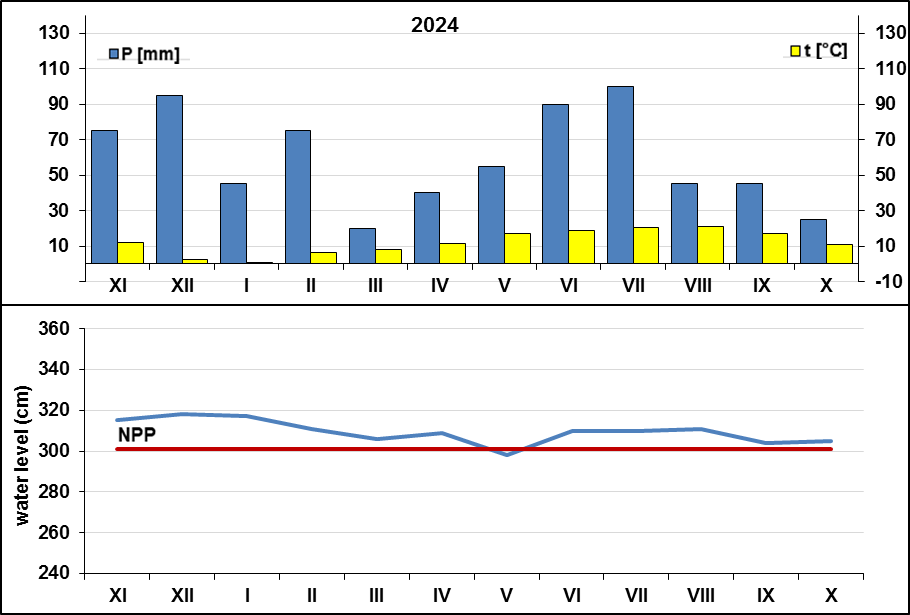 2024
P [mm]
t [°C]
130 130
110 110
90 90
70 70
50 50
30 30
10 10
-10
XI XII I II III IV V VI VII VIII IX X
water level (cm)
360
340
320
300
280
260
240
NPP
XI XII I II III IV V VI VII VIII IX X